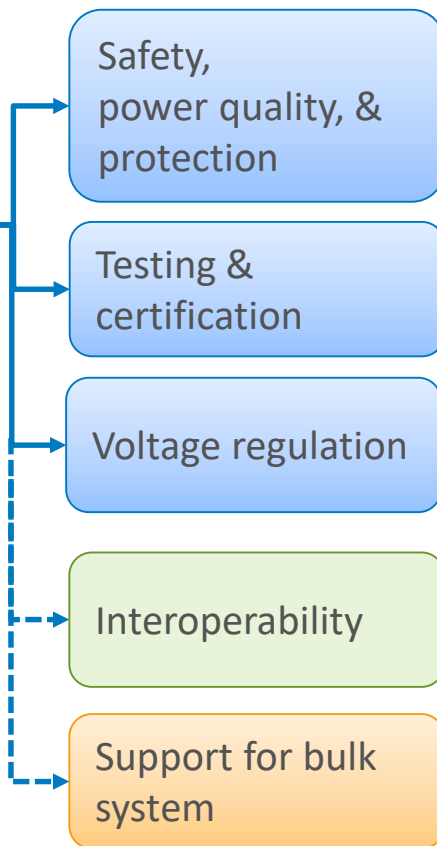 Safety,
power quality, &
protection
Testing &
certification
Voltage regulation
Interoperability
Support for bulk
system